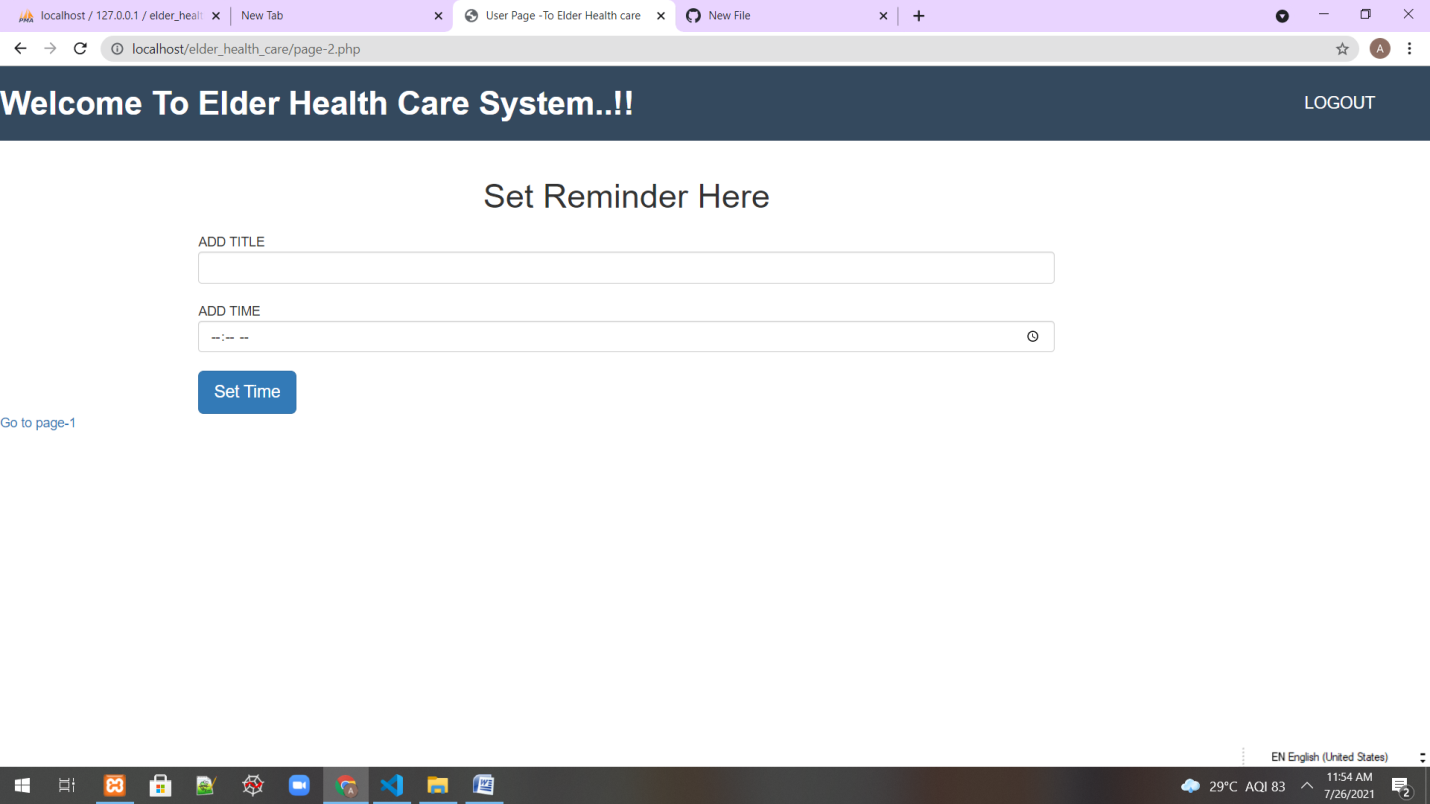 localhost / 127.0.0.1 / elder_healt
New Tab
User Page -To Elder Health care
New File
localhost/elder_health_care/page-2.php
A
Welcome To Elder Health Care System..!!
LOGOUT
Set Reminder Here
ADD TITLE
ADD TIME
--:-- --
Set Time
Go to page-1
EN English (United States)
29°C AQI 83
11:54 AM
7/26/2021
2